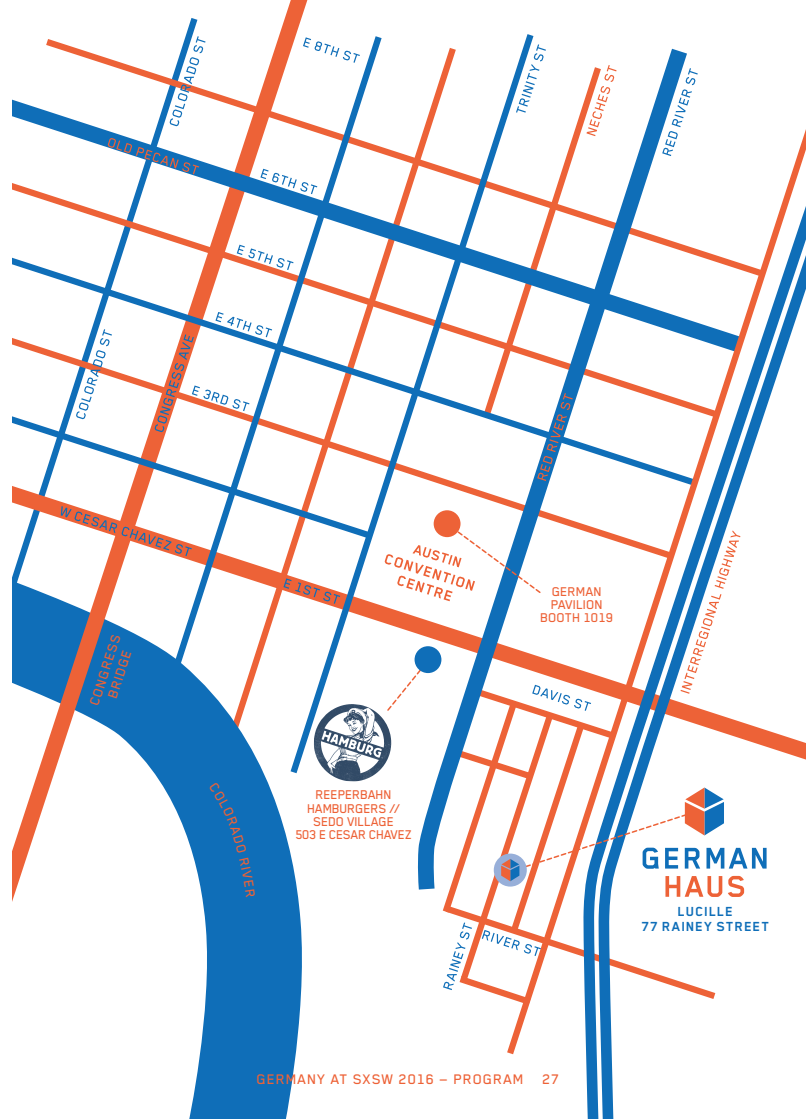 E 8TH ST
COLORADO ST
TRINITY ST
NECHES ST
RED RIVER ST
OLD PECAN ST
E 6TH ST
E 5TH ST
E 4TH ST
COLORADO ST
CONGRESS AVE
E 3RD ST
RED RIVER ST
W CESAR CHAVEZ ST
AUSTIN
CONVENTION
CENTRE
E 1ST ST
GERMAN
PAVILION
BOOTH 1019
INTERREGIONAL HIGHWAY
CONGRESS
BRIDGE
DAVIS ST
HAMBURG
REEPERBAHN
HAMBURGERS //
SEDO VILLAGE
503 E CESAR CHAVEZ
COLORADO RIVER
GERMAN
HAUS
LUCILLE
77 RAINEY STREET
RAINEY ST
RIVER ST
GERMANY AT SXSW 2016 – PROGRAM 27